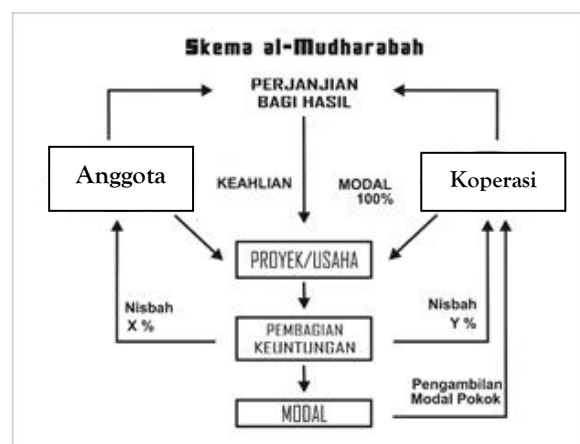 Skema al-Mudharabah
PERJANJIAN
BAGI HASIL
Anggota
KEAHLIAN
MODAL
100%
Koperasi
PROYEK/USAHA
Nisbah
X %
PEMBAGIAN
KEUNTUNGAN
Nisbah
Y %
MODAL
Pengambilan
Modal Pokok